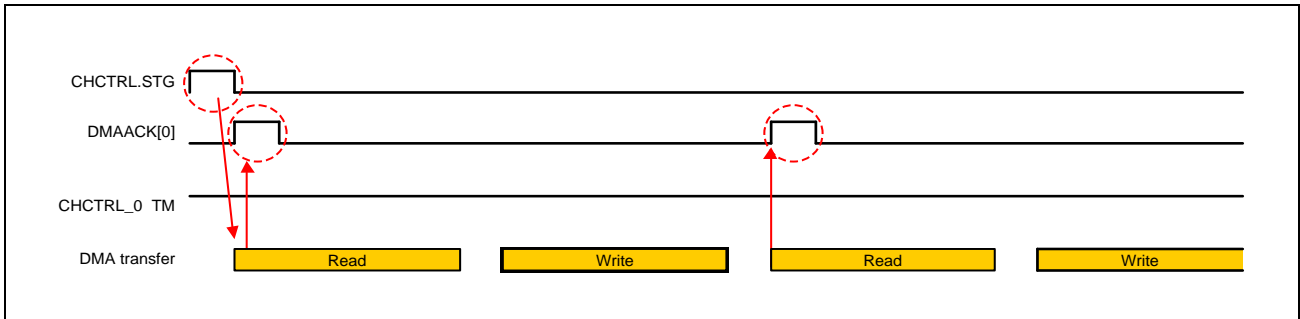 CHCTRL.STG
DMAACK[0]
CHCTRL_0 TM
DMA transfer Read Write Read Write